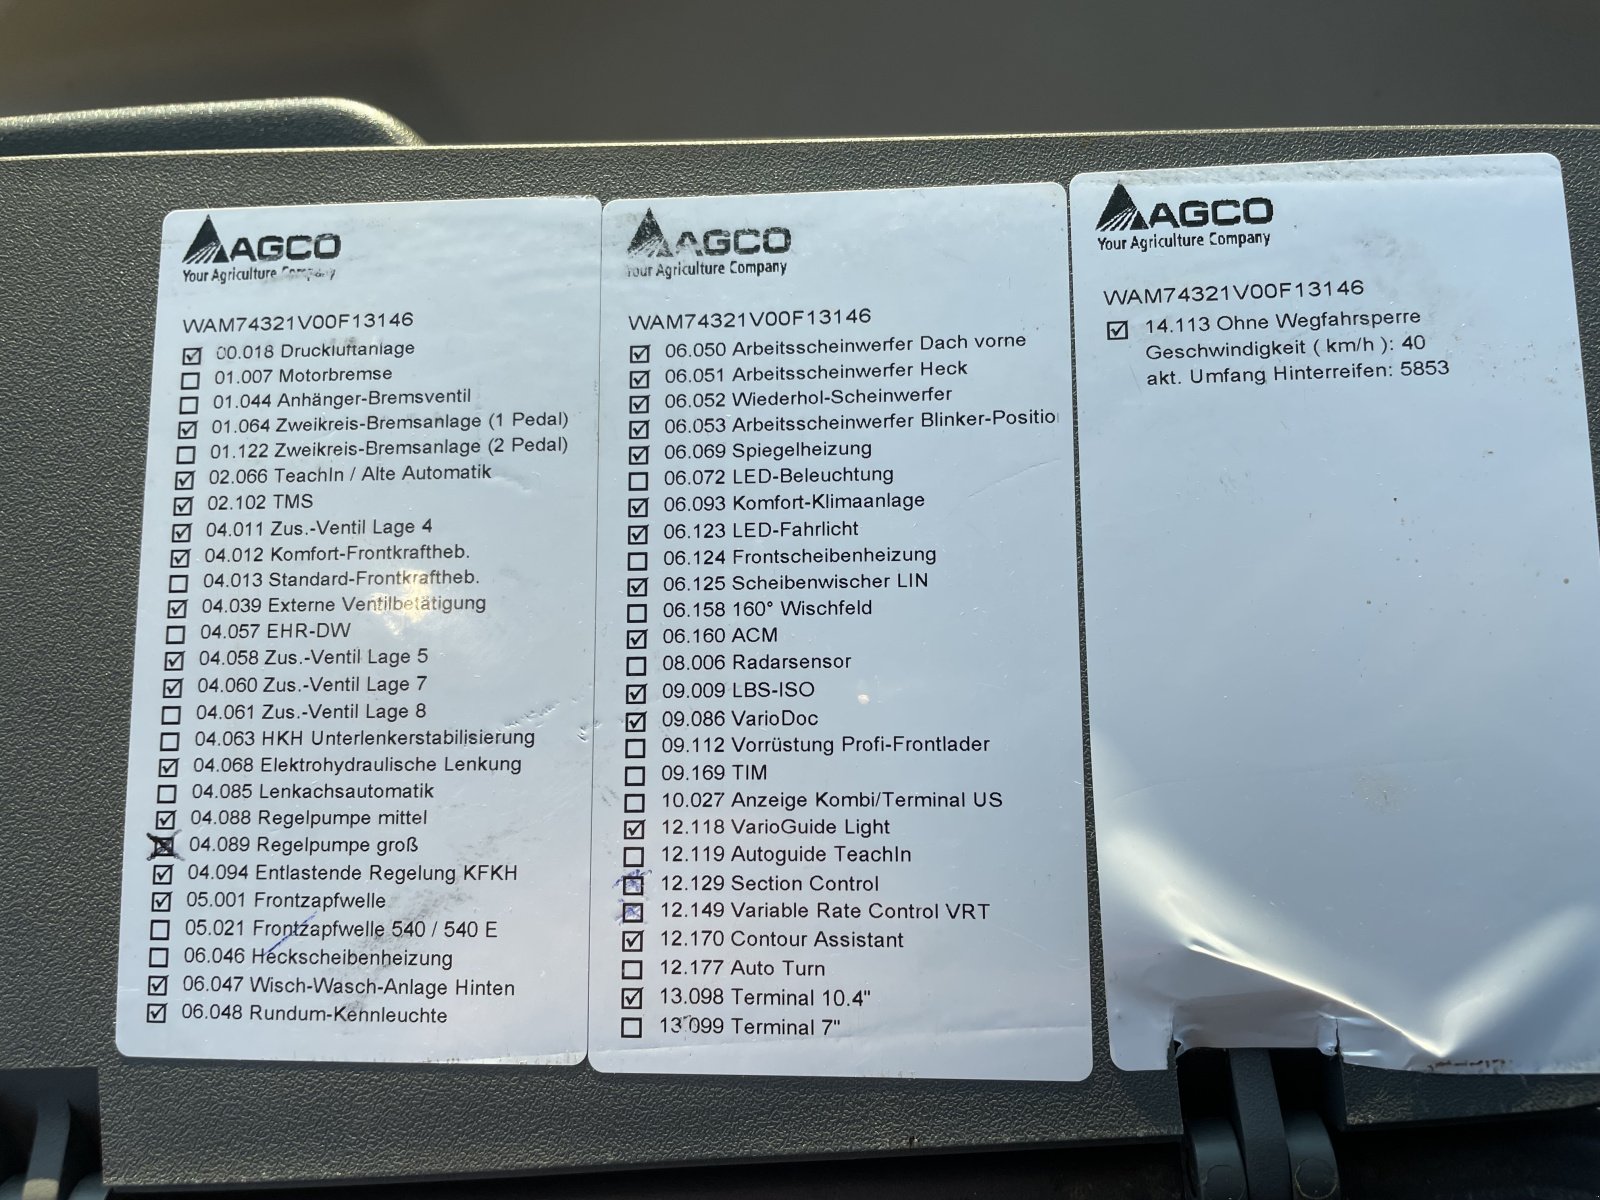 AGCO
Your Agriculture Company
WAM74321V00F13146
☑ 00.018 Druckluftanlage
☐ 01.007 Motorbremse
☐ 01.044 Anhänger-Bremsventil
☑ 01.064 Zweikreis-Bremsanlage (1 Pedal)
☐ 01.122 Zweikreis-Bremsanlage (2 Pedal)
☑ 02.066 TeachIn / Alte Automatik
☑ 02.102 TMS
☑ 04.011 Zus.-Ventil Lage 4
☑ 04.012 Komfort-Frontkraftheb.
☐ 04.013 Standard-Frontkraftheb.
☑ 04.039 Externe Ventilbetätigung
☐ 04.057 EHR-DW
☑ 04.058 Zus.-Ventil Lage 5
☑ 04.060 Zus.-Ventil Lage 7
☐ 04.061 Zus.-Ventil Lage 8
☐ 04.063 HKH Unterlenkerstabilisierung
☑ 04.068 Elektrohydraulische Lenkung
☐ 04.085 Lenkachsautomatik
☑ 04.088 Regelpumpe mittel
☒ 04.089 Regelpumpe groß
☑ 04.094 Entlastende Regelung KFKH
☑ 05.001 Frontzapfwelle
☐ 05.021 Frontzapfwelle 540 / 540 E
☐ 06.046 Heckscheibenheizung
☑ 06.047 Wisch-Wasch-Anlage Hinten
☑ 06.048 Rundum-Kennleuchte
AGCO
Your Agriculture Company
WAM74321V00F13146
☑ 06.050 Arbeitsscheinwerfer Dach vorne
☑ 06.051 Arbeitsscheinwerfer Heck
☑ 06.052 Wiederhol-Scheinwerfer
☑ 06.053 Arbeitsscheinwerfer Blinker-Positio
☑ 06.069 Spiegelheizung
☐ 06.072 LED-Beleuchtung
☑ 06.093 Komfort-Klimaanlage
☑ 06.123 LED-Fahrlicht
☐ 06.124 Frontscheibenheizung
☑ 06.125 Scheibenwischer LIN
☐ 06.158 160° Wischfeld
☑ 06.160 ACM
☐ 08.006 Radarsensor
☑ 09.009 LBS-ISO
☑ 09.086 VarioDoc
☐ 09.112 Vorrüstung Profi-Frontlader
☐ 09.169 TIM
☐ 10.027 Anzeige Kombi/Terminal US
☑ 12.118 VarioGuide Light
☐ 12.119 Autoguide TeachIn
☒ 12.129 Section Control
☒ 12.149 Variable Rate Control VRT
☑ 12.170 Contour Assistant
☐ 12.177 Auto Turn
☑ 13.098 Terminal 10.4"
☐ 13.099 Terminal 7"
AGCO
Your Agriculture Company
WAM74321V00F13146
☑ 14.113 Ohne Wegfahrsperre
Geschwindigkeit ( km/h ): 40
akt. Umfang Hinterreifen: 5853